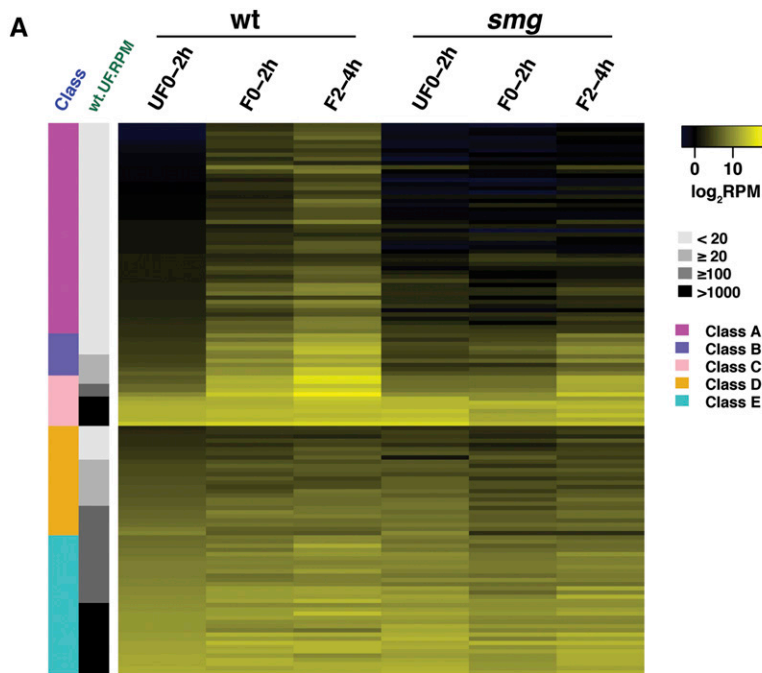 A
wt
smg
Class
wt.UF.RPM
UF0–2h
F0–2h
F2–4h
UF0–2h
F0–2h
F2–4h
0 10
log₂RPM
< 20
≥ 20
≥100
>1000
Class A
Class B
Class C
Class D
Class E